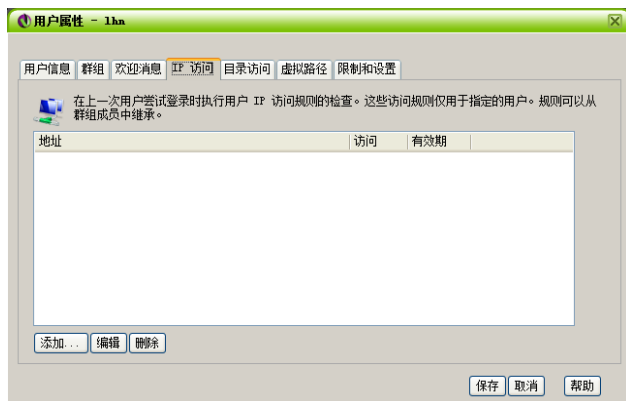 用户属性 - lhn
用户信息 群组 欢迎消息 IP 访问 目录访问 虚拟路径 限制和设置
在上一次用户尝试登录时执行用户 IP 访问规则的检查。这些访问规则仅用于指定的用户。规则可以从
群组成员中继承。
地址 访问 有效期
添加... 编辑 删除
保存 取消 帮助